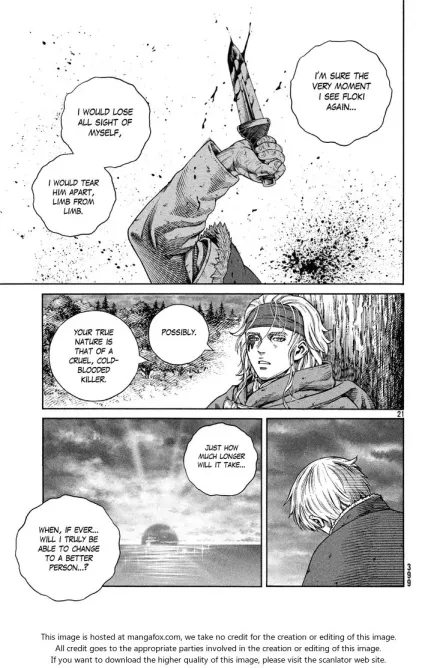 I'M SURE THE
VERY MOMENT
I SEE FLOKI
AGAIN...
I WOULD LOSE
ALL SIGHT OF
MYSELF,
I WOULD TEAR
HIM APART,
LIMB FROM
LIMB.
POSSIBLY.
YOUR TRUE
NATURE IS
THAT OF A
CRUEL, COLD-
BLOODED
KILLER.
21
JUST HOW
MUCH LONGER
WILL IT TAKE...
WHEN, IF EVER...
WILL I TRULY BE
ABLE TO CHANGE
TO A BETTER
PERSON...?
399
This image is hosted at mangafox.com, we take no credit for the creation or editing of this image.
All credit goes to the appropriate parties involved in the creation or editing of this image.
If you want to download the higher quality of this image, please visit the scanlator web site.